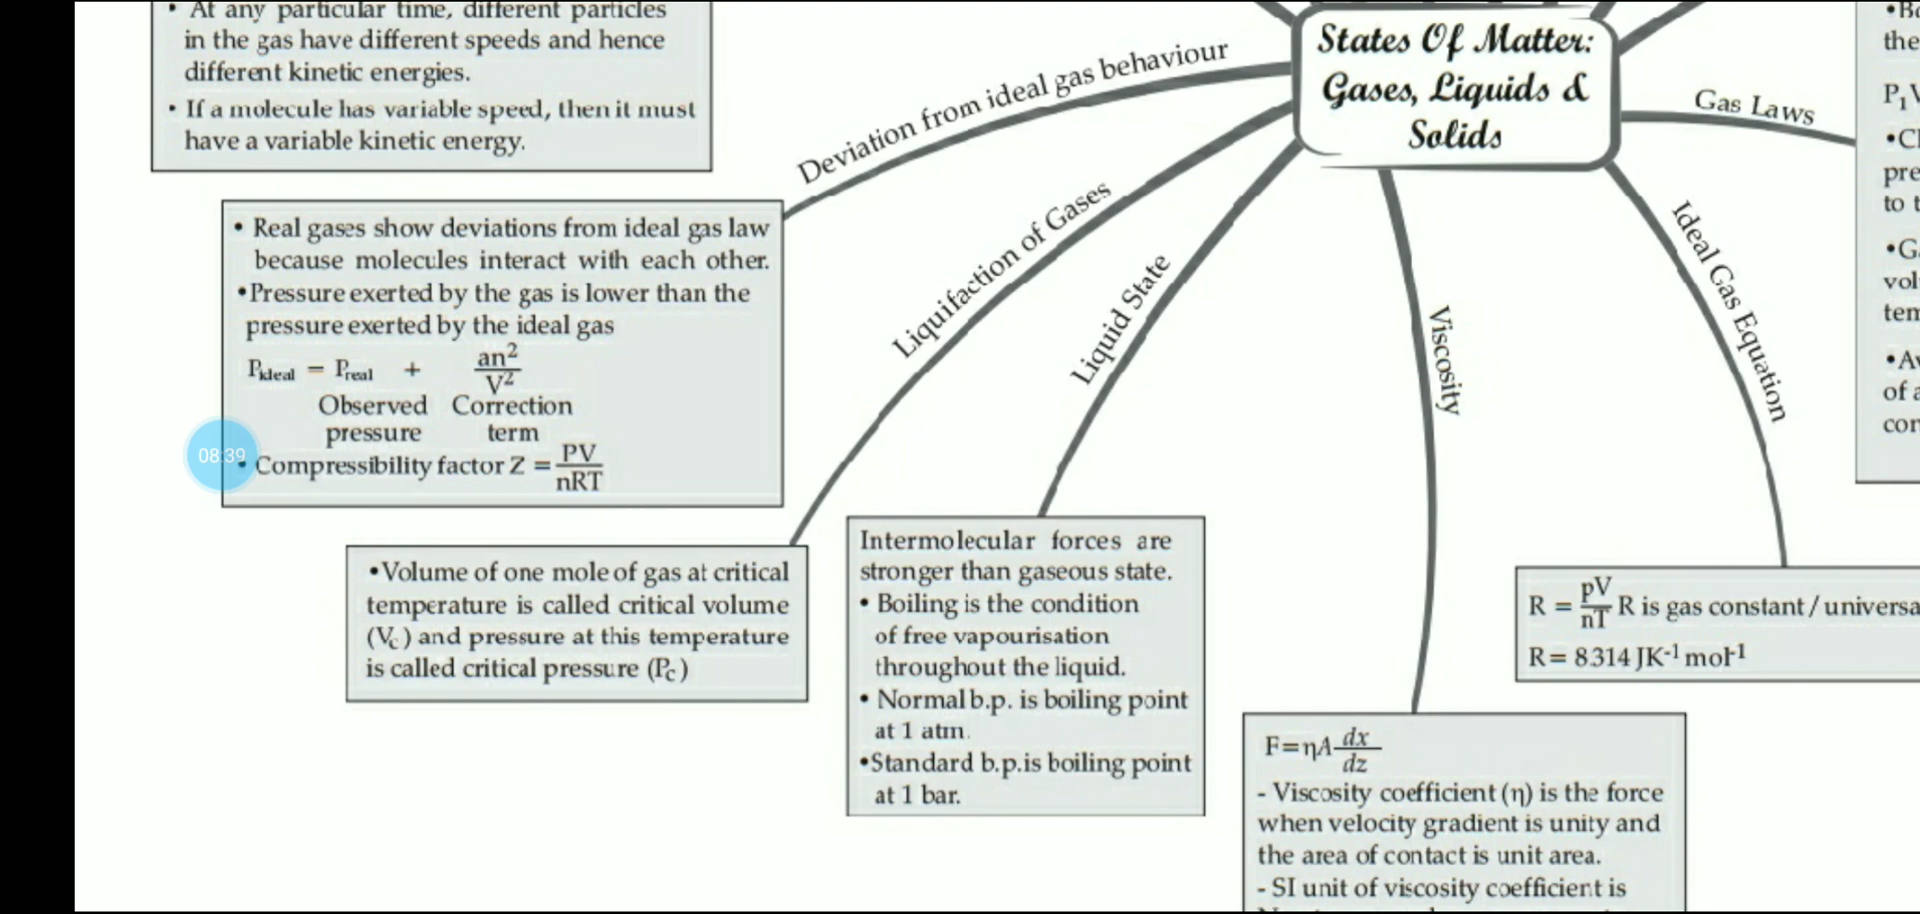 • At any particular time, different particles
in the gas have different speeds and hence
different kinetic energies.
• If a molecule has variable speed, then it must
have a variable kinetic energy.
States Of Matter:
Gases, Liquids &
Solids
Deviation from ideal gas behaviour
Liquifaction of Gases
Liquid State
Viscosity
Ideal Gas Equation
Gas Laws
• Real gases show deviations from ideal gas law
because molecules interact with each other.
•Pressure exerted by the gas is lower than the
pressure exerted by the ideal gas
Pideal = Preal + an²/V²
Observed Correction
pressure term
• Compressibility factor Z = PV/nRT
08:39
•Volume of one mole of gas at critical
temperature is called critical volume
(Vc) and pressure at this temperature
is called critical pressure (Pc)
Intermolecular forces are
stronger than gaseous state.
• Boiling is the condition
of free vapourisation
throughout the liquid.
• Normal b.p. is boiling point
at 1 atm.
•Standard b.p.is boiling point
at 1 bar.
R = pV/nT R is gas constant / universa
R= 8314 JK⁻¹ mol⁻¹
F=ηA dx/dz
- Viscosity coefficient (η) is the force
when velocity gradient is unity and
the area of contact is unit area.
- SI unit of viscosity coefficient is
the
P₁V
pre
to t
•G
vol
tem
•Av
of a
con